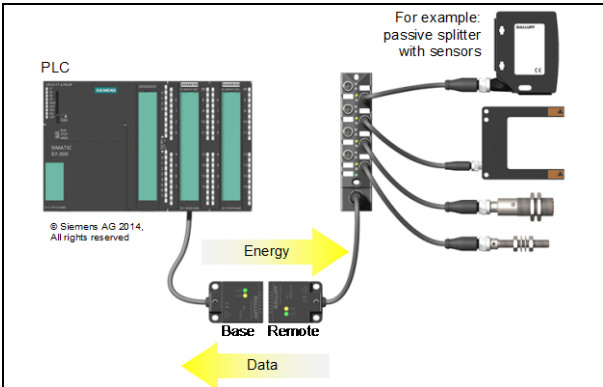 For example:
passive splitter
with sensors
BALLUFF
PLC
SIEMENS
SIMATIC
S7-300
© Siemens AG 2014,
All rights reserved
Energy
Base Remote
Data